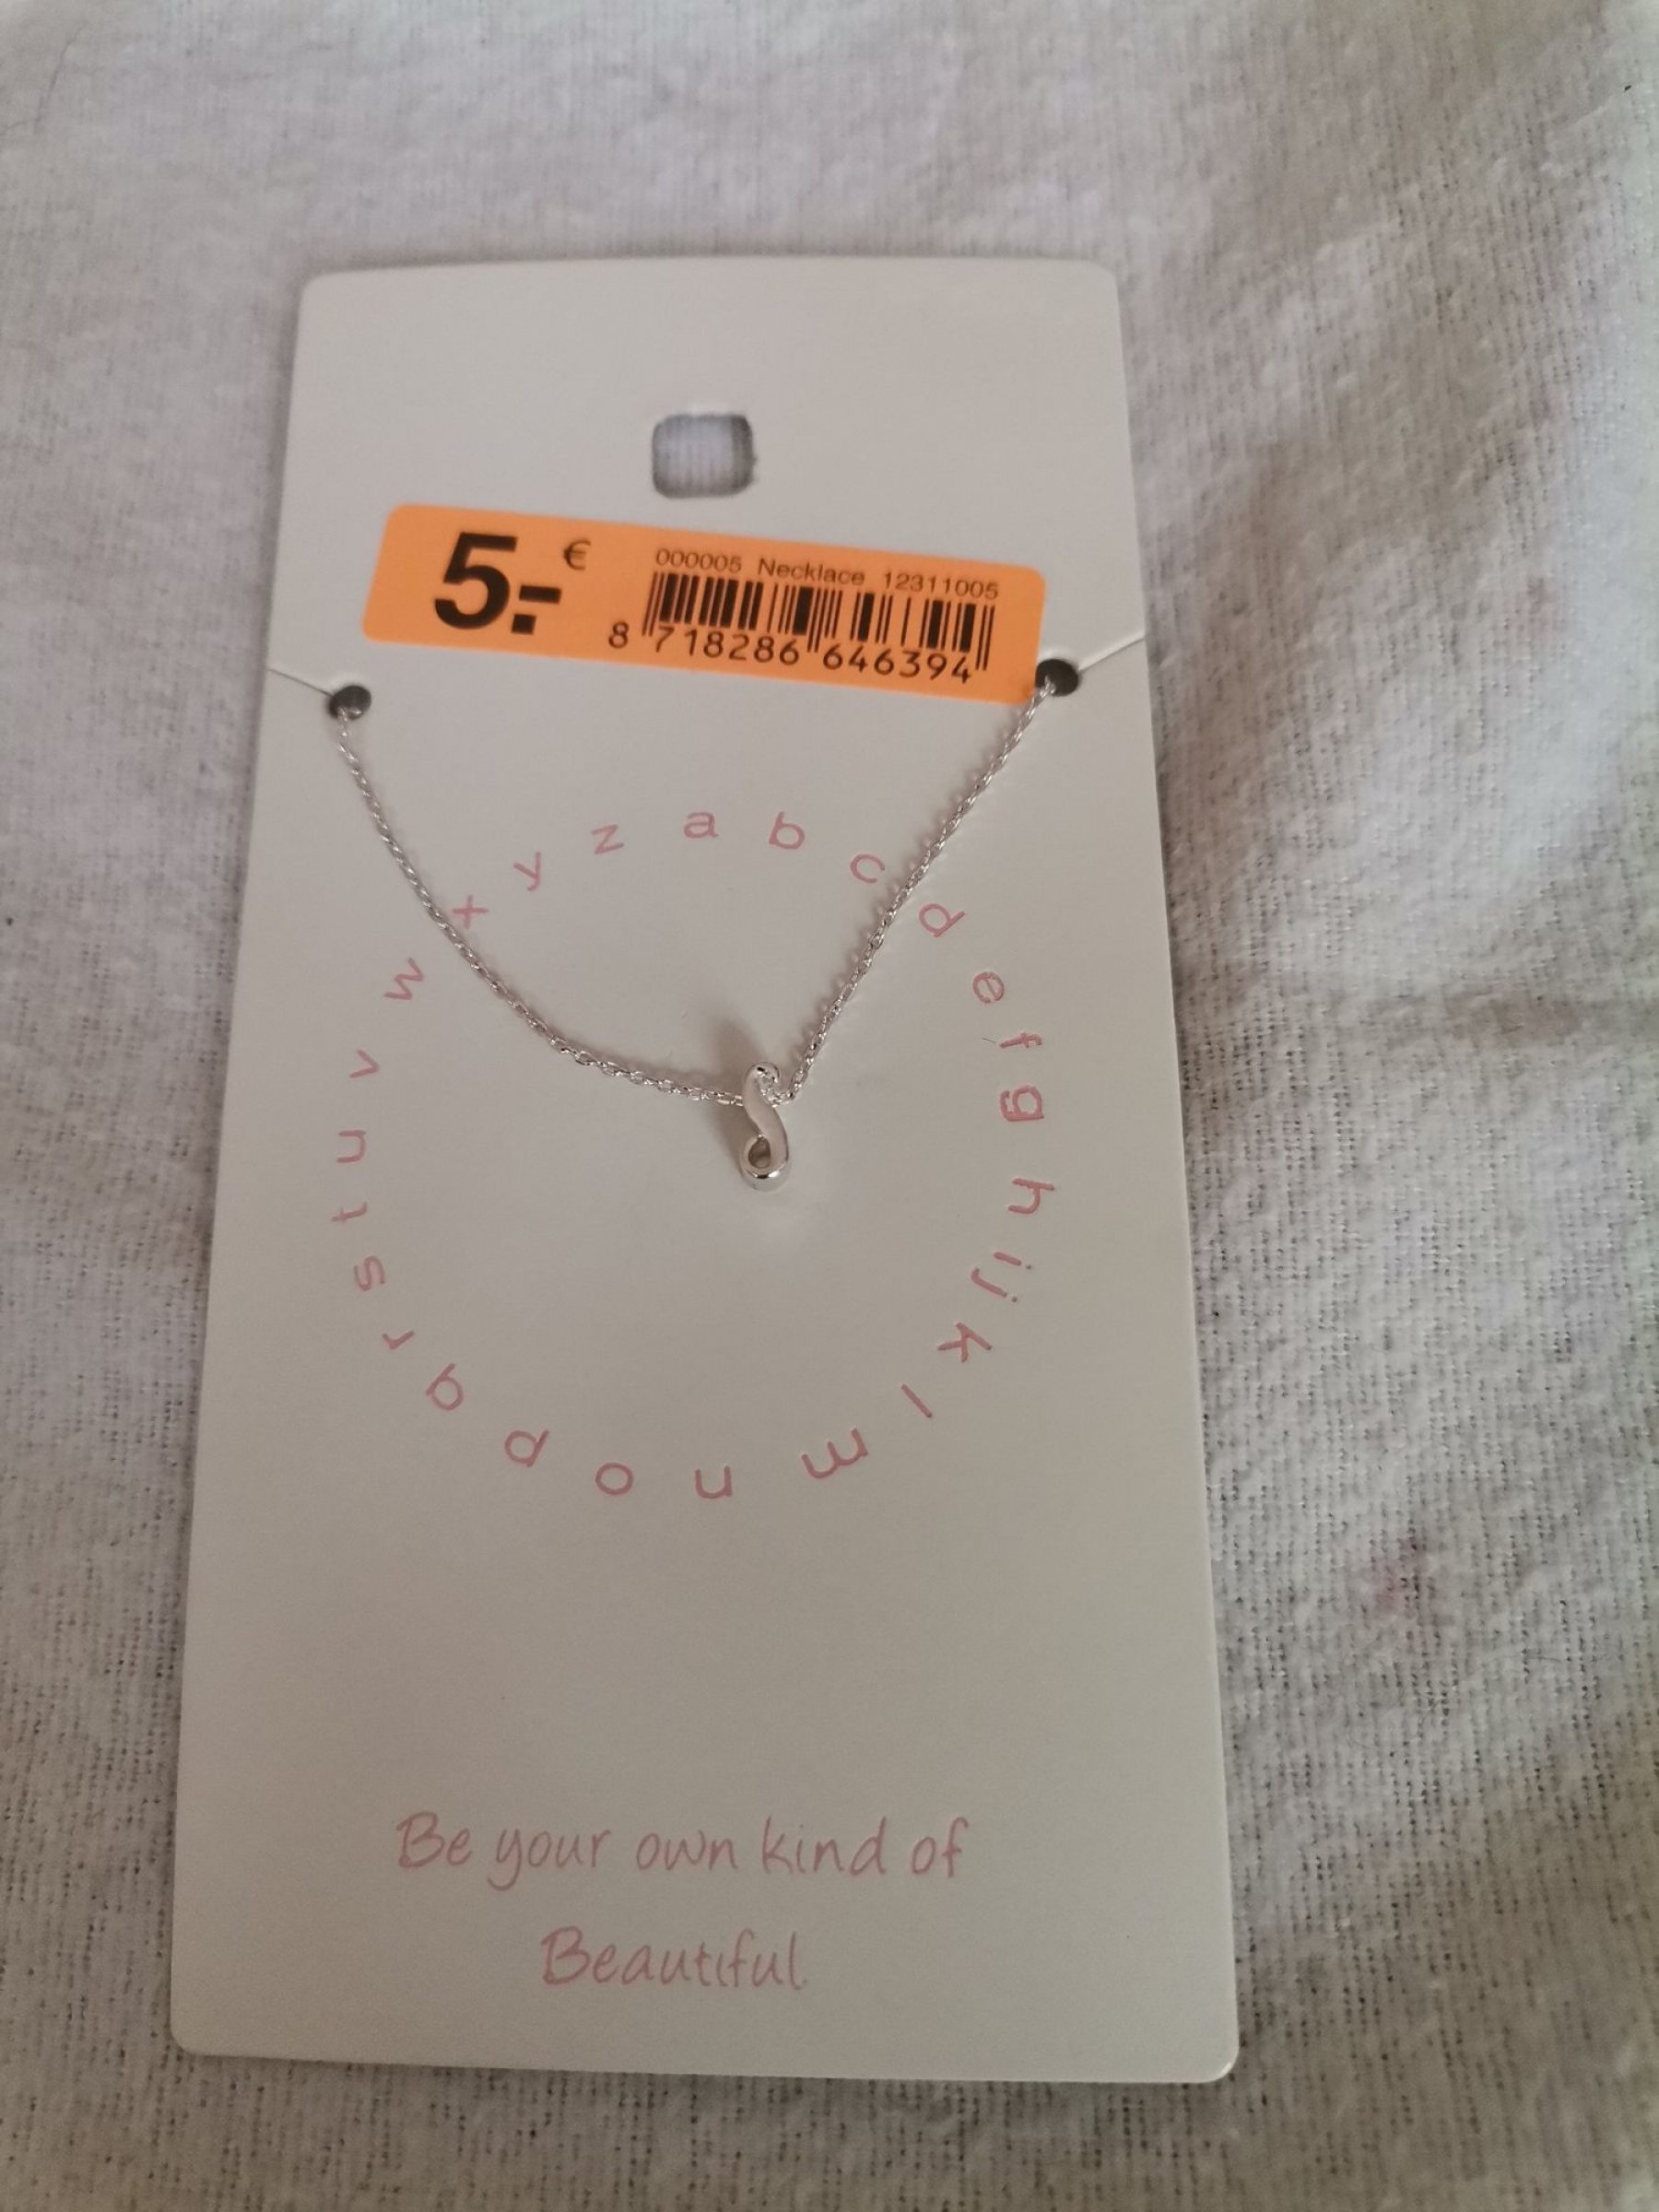 5.- €
000005 Necklace 12311005
8 718286 646394
a b c d e f g h i j k l m n o p q r s t u v w x y z
Be your own kind of
Beautiful